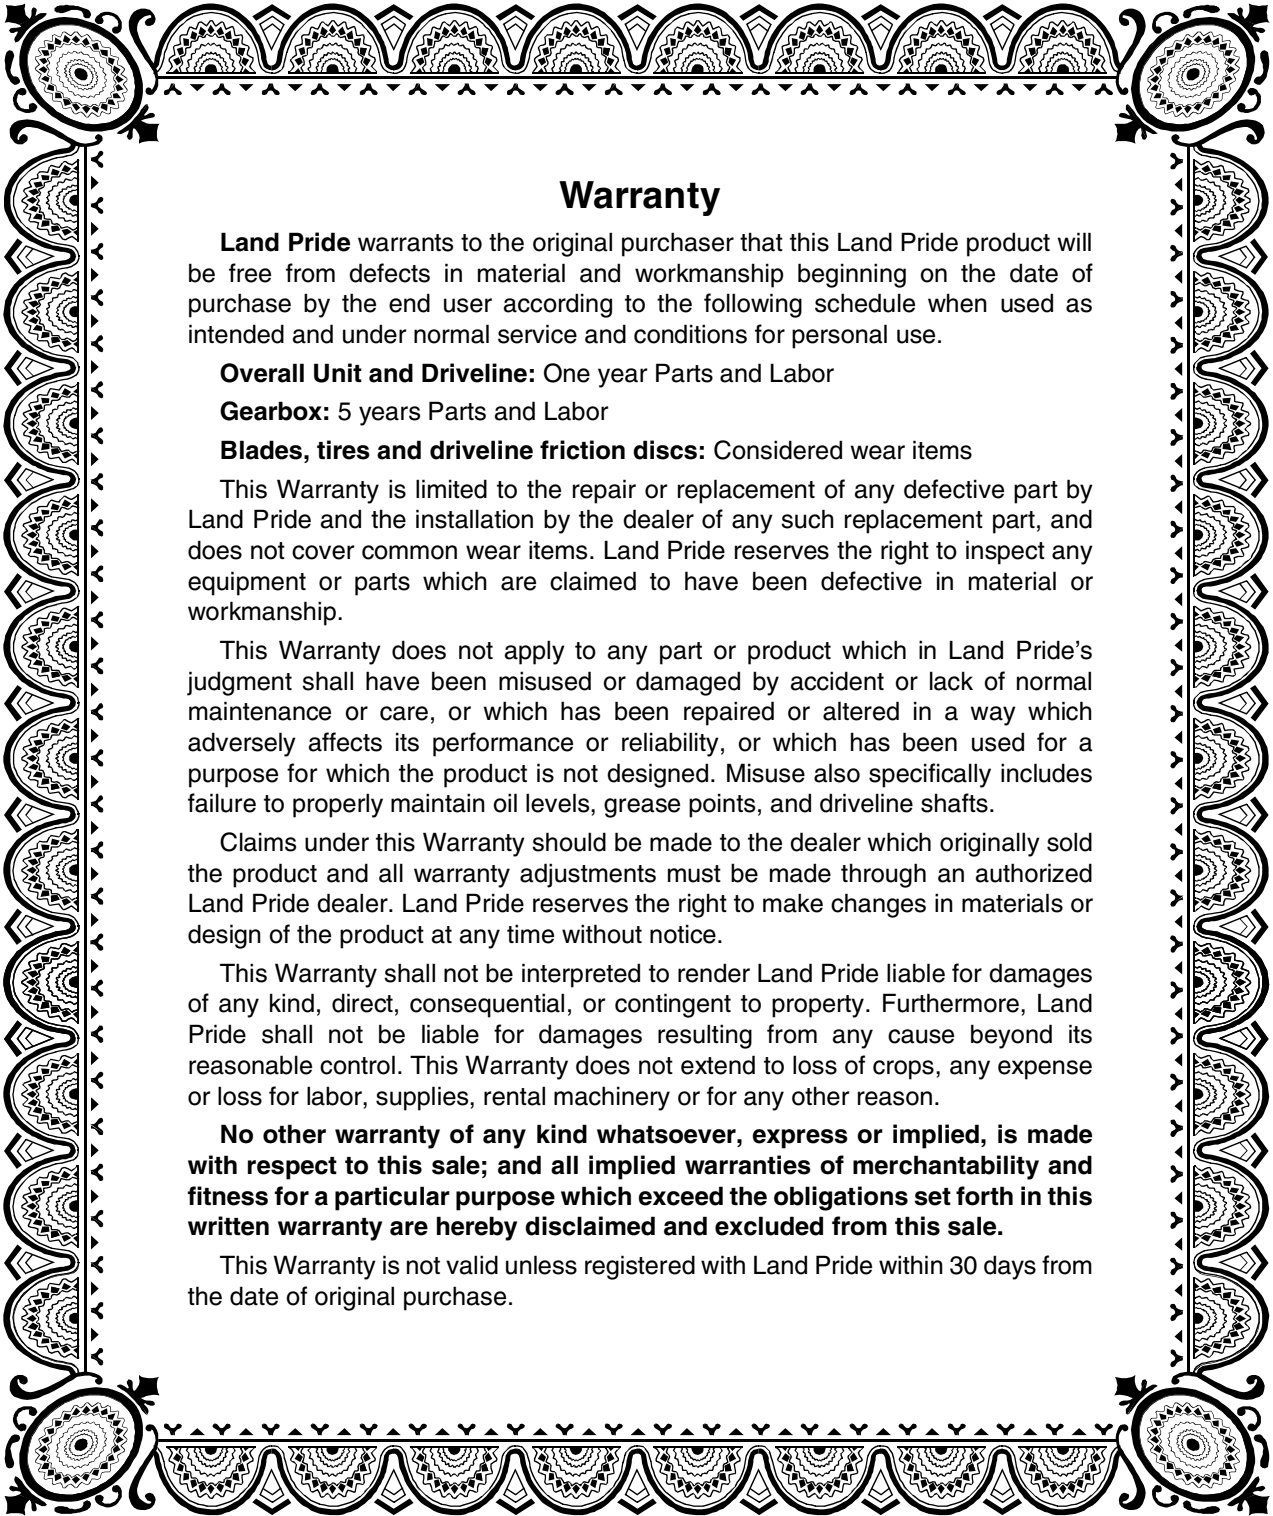 Warranty
Land Pride warrants to the original purchaser that this Land Pride product will
be free from defects in material and workmanship beginning on the date of
purchase by the end user according to the following schedule when used as
intended and under normal service and conditions for personal use.
Overall Unit and Driveline: One year Parts and Labor
Gearbox: 5 years Parts and Labor
Blades, tires and driveline friction discs: Considered wear items
This Warranty is limited to the repair or replacement of any defective part by
Land Pride and the installation by the dealer of any such replacement part, and
does not cover common wear items. Land Pride reserves the right to inspect any
equipment or parts which are claimed to have been defective in material or
workmanship.
This Warranty does not apply to any part or product which in Land Pride’s
judgment shall have been misused or damaged by accident or lack of normal
maintenance or care, or which has been repaired or altered in a way which
adversely affects its performance or reliability, or which has been used for a
purpose for which the product is not designed. Misuse also specifically includes
failure to properly maintain oil levels, grease points, and driveline shafts.
Claims under this Warranty should be made to the dealer which originally sold
the product and all warranty adjustments must be made through an authorized
Land Pride dealer. Land Pride reserves the right to make changes in materials or
design of the product at any time without notice.
This Warranty shall not be interpreted to render Land Pride liable for damages
of any kind, direct, consequential, or contingent to property. Furthermore, Land
Pride shall not be liable for damages resulting from any cause beyond its
reasonable control. This Warranty does not extend to loss of crops, any expense
or loss for labor, supplies, rental machinery or for any other reason.
No other warranty of any kind whatsoever, express or implied, is made
with respect to this sale; and all implied warranties of merchantability and
fitness for a particular purpose which exceed the obligations set forth in this
written warranty are hereby disclaimed and excluded from this sale.
This Warranty is not valid unless registered with Land Pride within 30 days from
the date of original purchase.